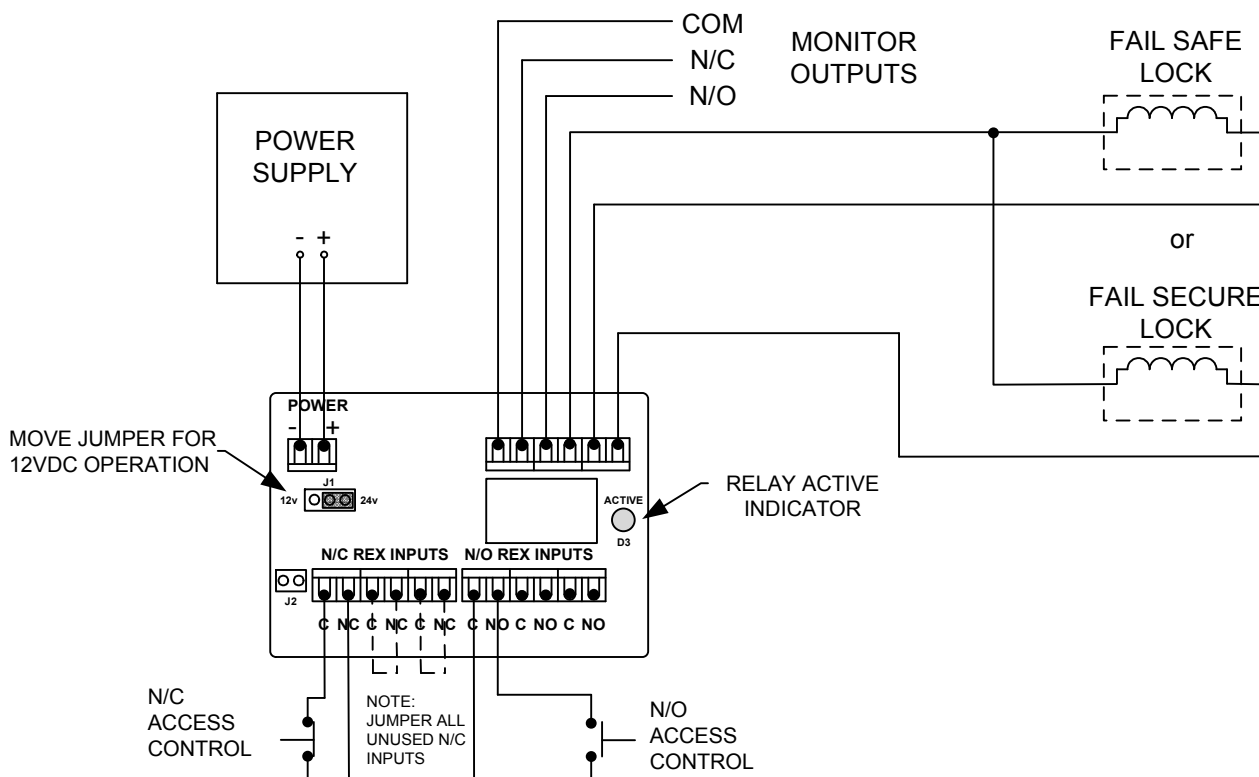 COM
N/C
N/O
MONITOR
OUTPUTS
FAIL SAFE
LOCK
POWER
SUPPLY
- +
or
FAIL SECURE
LOCK
POWER
- +
MOVE JUMPER FOR
12VDC OPERATION
J1
12v
24v
ACTIVE
D3
RELAY ACTIVE
INDICATOR
N/C REX INPUTS
N/O REX INPUTS
J2
C NC C NC C NC C NO C NO C NO
N/C
ACCESS
CONTROL
NOTE:
JUMPER ALL
UNUSED N/C
INPUTS
N/O
ACCESS
CONTROL